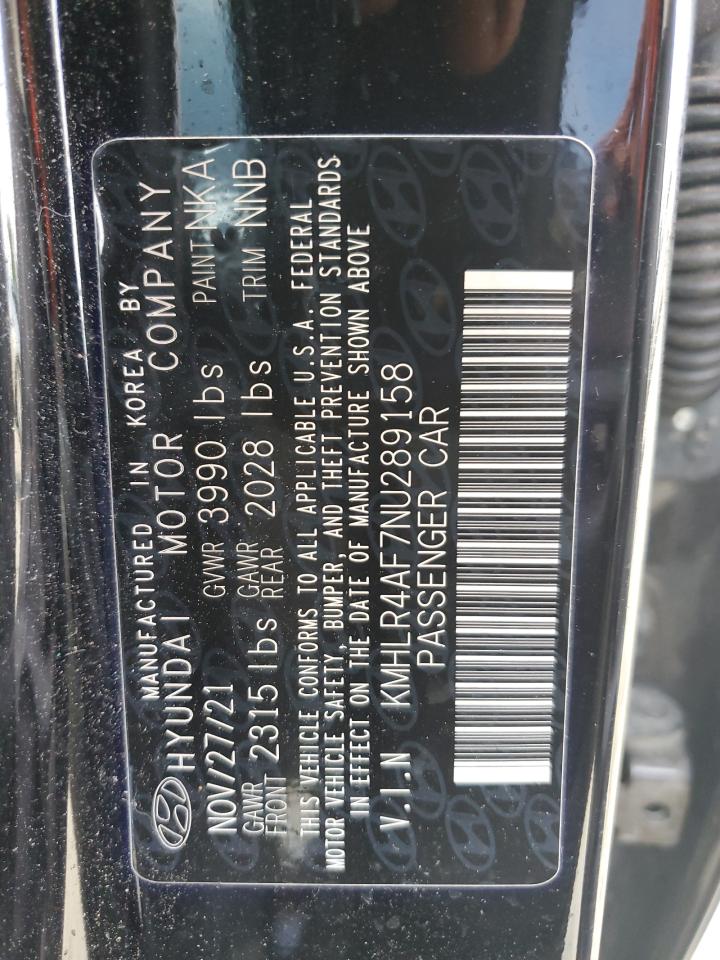 MANUFACTURED IN KOREA BY
HYUNDAI MOTOR COMPANY
NOV/27/21 GVWR 3990 lbs PAINT NKA
GAWR FRONT 2315 lbs GAWR REAR 2028 lbs TRIM NNB
THIS VEHICLE CONFORMS TO ALL APPLICABLE U.S.A. FEDERAL
MOTOR VEHICLE SAFETY, BUMPER, AND THEFT PREVENTION STANDARDS
IN EFFECT ON THE DATE OF MANUFACTURE SHOWN ABOVE
V.I.N KMHLR4AF7NU289158
PASSENGER CAR